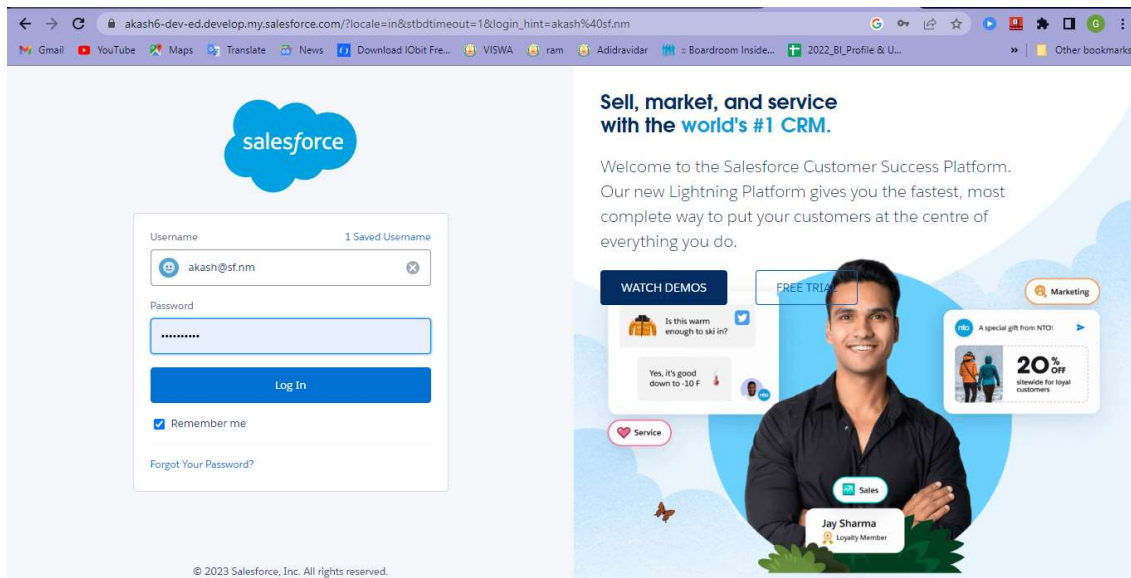 akash6-dev-ed.develop.my.salesforce.com/?locale=in&stbdtimeout=1&login_hint=akash%40sf.nm
G
Gmail YouTube Maps Translate News Download IObit Fre... VISWA ram Adidravidar :: Boardroom Inside... 2022_BI_Profile & U... » Other bookmarks
salesforce
Username 1 Saved Username
akash@sf.nm
Password
••••••••••
Log In
Remember me
Forgot Your Password?
© 2023 Salesforce, Inc. All rights reserved.
Sell, market, and service
with the world's #1 CRM.
Welcome to the Salesforce Customer Success Platform.
Our new Lightning Platform gives you the fastest, most
complete way to put your customers at the centre of
everything you do.
WATCH DEMOS FREE TRIAL
Is this warm
enough to ski in?
Yes, it's good
down to -10 F
nto
Service
Marketing
nto A special gift from NTO!
20% OFF
sitewide for loyal
customers
Sales
Jay Sharma
Loyalty Member